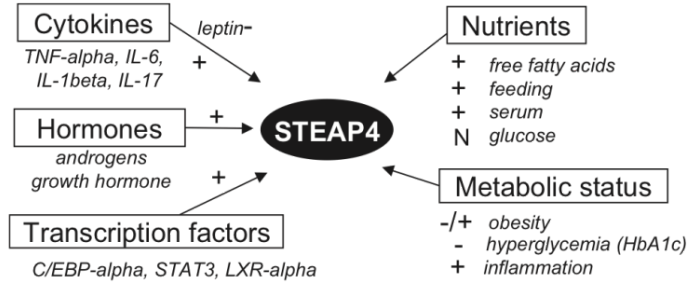 Cytokines
leptin-
TNF-alpha, IL-6,
IL-1beta, IL-17
+
Hormones
+
androgens
growth hormone
+
Transcription factors
C/EBP-alpha, STAT3, LXR-alpha
STEAP4
Nutrients
+ free fatty acids
+ feeding
+ serum
N glucose
Metabolic status
-/+ obesity
- hyperglycemia (HbA1c)
+ inflammation